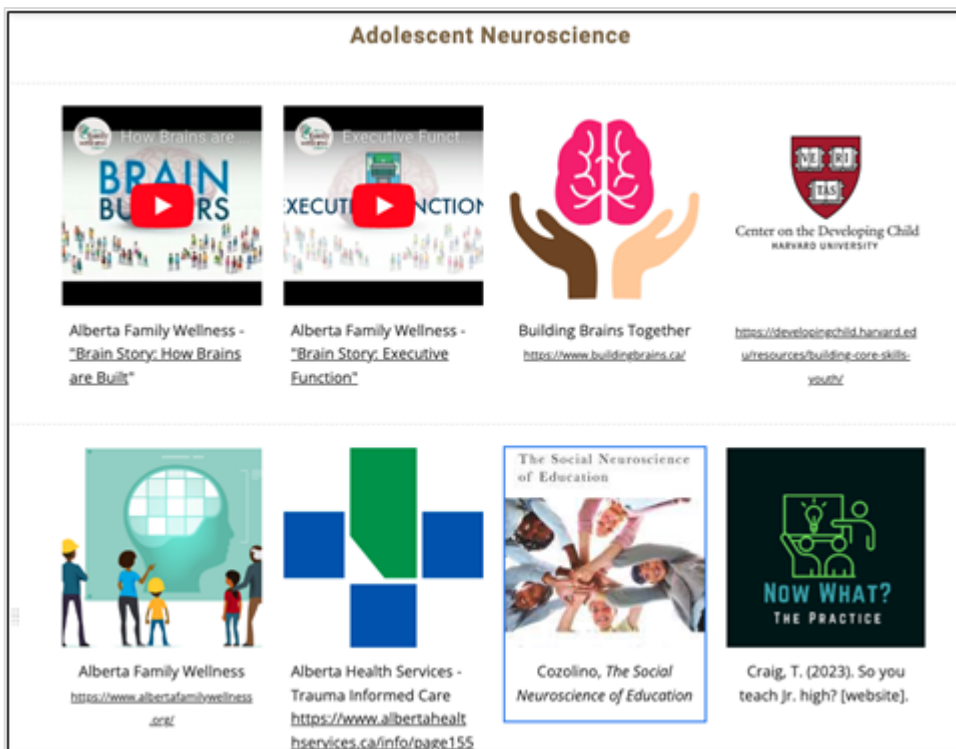 Adolescent Neuroscience
How Brains are ...
BRAIN
Executive Funct...
VE RI
TAS
Center on the Developing Child
HARVARD UNIVERSITY
Alberta Family Wellness -
"Brain Story: How Brains
are Built"
Alberta Family Wellness -
"Brain Story: Executive
Function"
Building Brains Together
https://www.buildingbrains.ca/
https://developingchild.harvard.ed
u/resources/building-core-skills-
youth/
The Social Neuroscience
of Education
NOW WHAT?
THE PRACTICE
Alberta Family Wellness
https://www.albertafamilywellness
.org/
Alberta Health Services -
Trauma Informed Care
https://www.albertahealt
hservices.ca/info/page155
Cozolino, The Social
Neuroscience of Education
Craig, T. (2023). So you
teach Jr. high? [website].